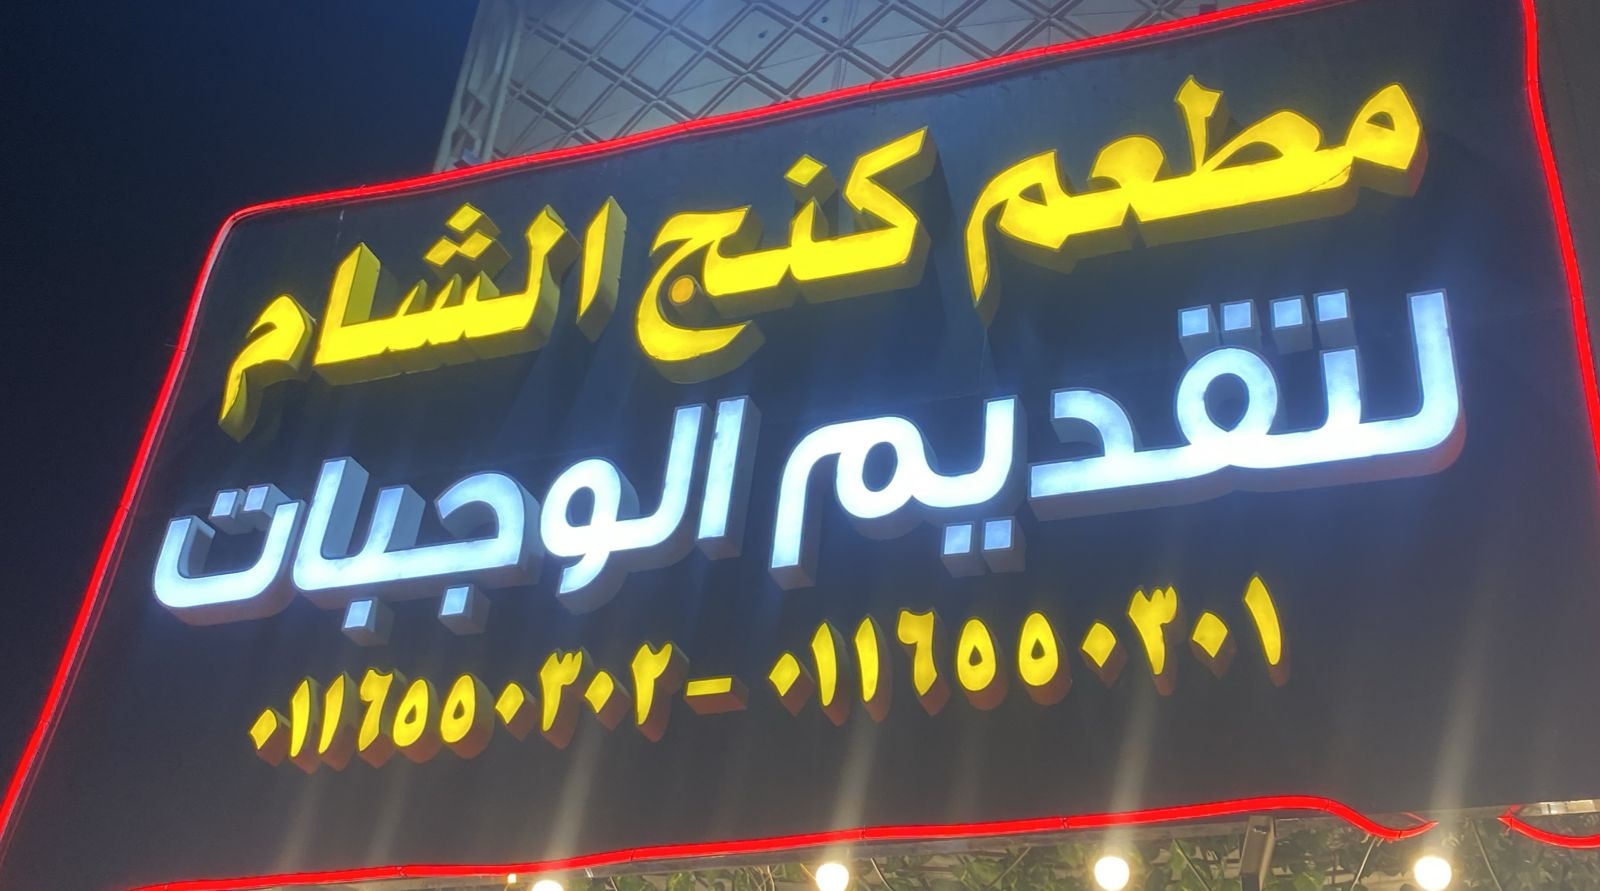 مطعم كنج الشام
لتقديم الوجبات
٠١١٦٥٥٠٣٠٢ - ٠١١٦٥٥٠٣٠١